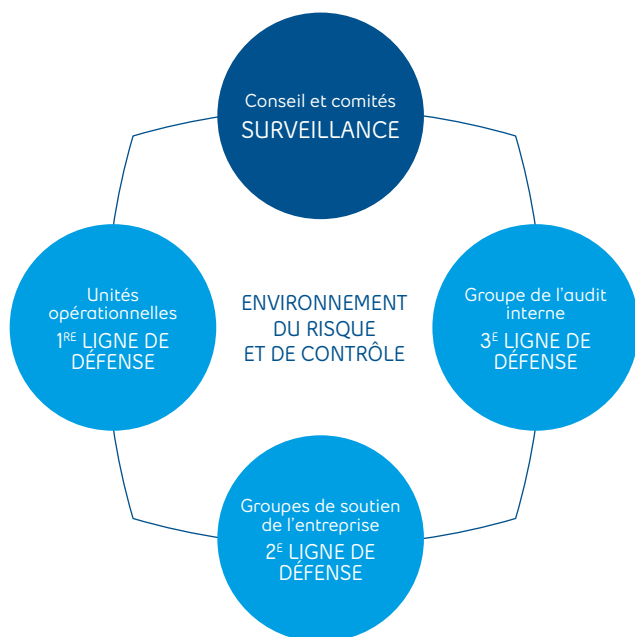 Conseil et comités
SURVEILLANCE
Unités
opérationnelles
1RE LIGNE DE
DÉFENSE
ENVIRONNEMENT
DU RISQUE
ET DE CONTRÔLE
Groupe de l’audit
interne
3E LIGNE DE
DÉFENSE
Groupes de soutien
de l’entreprise
2E LIGNE DE
DÉFENSE